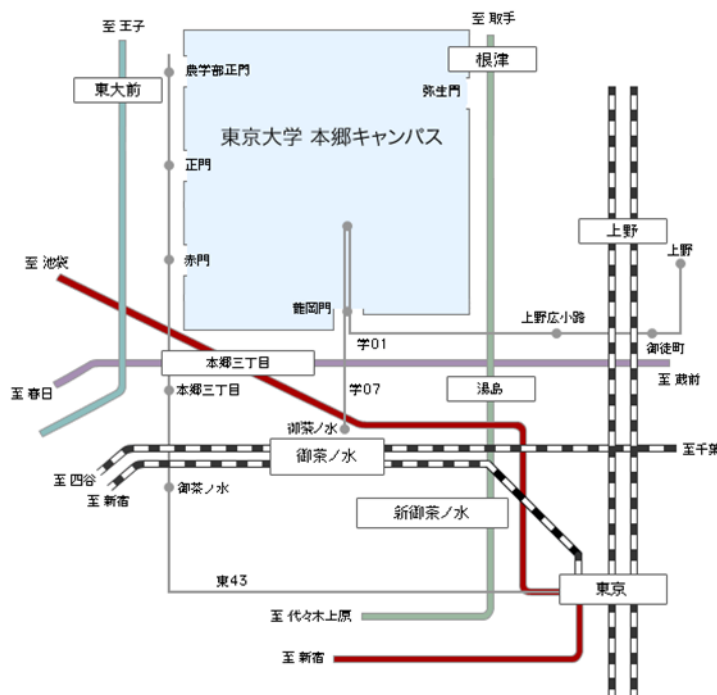 至 王子
至 取手
根津
農学部正門
東大前
弥生門
東京大学 本郷キャンパス
正門
上野
上野
赤門
至 池袋
龍岡門
上野広小路
学01
御徒町
本郷三丁目
至 蔵前
至 春日
本郷三丁目
学07
湯島
御茶ノ水
御茶ノ水
至千葉
至 四谷
至 新宿
御茶ノ水
新御茶ノ水
東43
東京
至 代々木上原
至 新宿